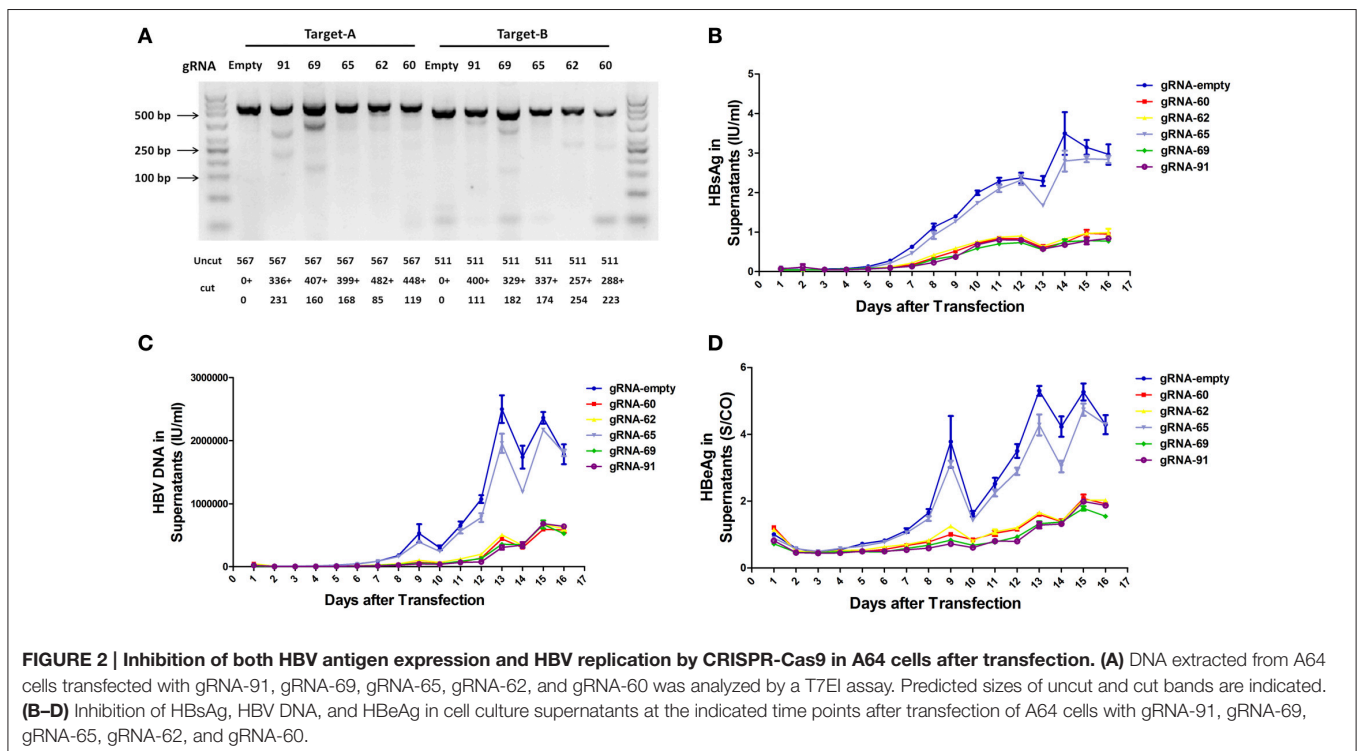 A
Target-A Target-B
gRNA Empty 91 69 65 62 60 Empty 91 69 65 62 60
500 bp
250 bp
100 bp
Uncut 567 567 567 567 567 567 511 511 511 511 511 511
cut 0+ 336+ 407+ 399+ 482+ 448+ 0+ 400+ 329+ 337+ 257+ 288+
0 231 160 168 85 119 0 111 182 174 254 223
B
HBsAg in
Supernatants (IU/ml)
5
4
3
2
1
0
0 1 2 3 4 5 6 7 8 9 10 11 12 13 14 15 16 17
Days after Transfection
gRNA-empty
gRNA-60
gRNA-62
gRNA-65
gRNA-69
gRNA-91
C
HBV DNA in
Supernatants (IU/ml)
3000000
2000000
1000000
0
0 1 2 3 4 5 6 7 8 9 10 11 12 13 14 15 16 17
Days after Transfection
gRNA-empty
gRNA-60
gRNA-62
gRNA-65
gRNA-69
gRNA-91
D
HBeAg in
Supernatants (S/CO)
6
4
2
0
0 1 2 3 4 5 6 7 8 9 10 11 12 13 14 15 16 17
Days after Transfection
gRNA-empty
gRNA-60
gRNA-62
gRNA-65
gRNA-69
gRNA-91
FIGURE 2 | Inhibition of both HBV antigen expression and HBV replication by CRISPR-Cas9 in A64 cells after transfection. (A) DNA extracted from A64
cells transfected with gRNA-91, gRNA-69, gRNA-65, gRNA-62, and gRNA-60 was analyzed by a T7EI assay. Predicted sizes of uncut and cut bands are indicated.
(B–D) Inhibition of HBsAg, HBV DNA, and HBeAg in cell culture supernatants at the indicated time points after transfection of A64 cells with gRNA-91, gRNA-69,
gRNA-65, gRNA-62, and gRNA-60.